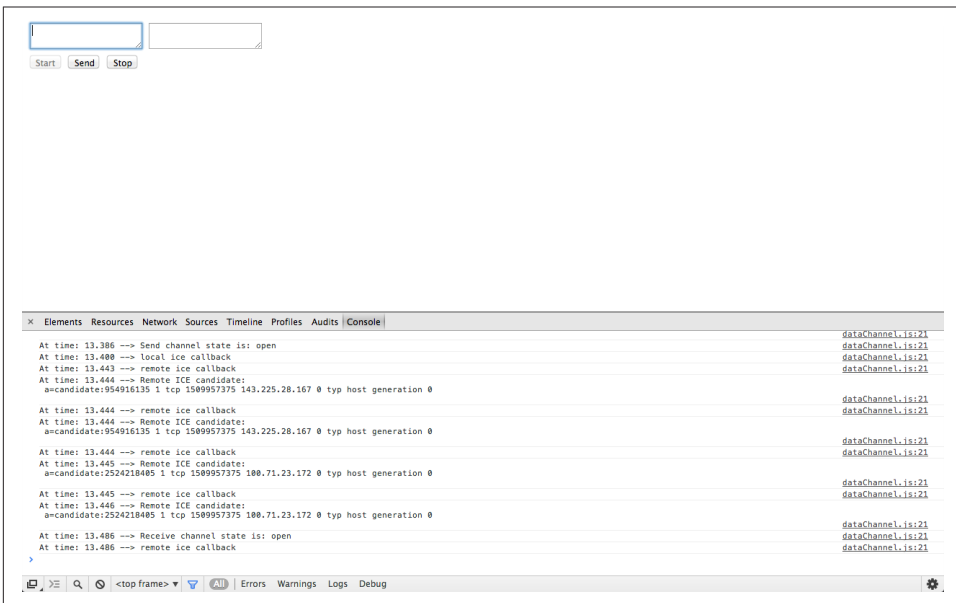 Start Send Stop
× Elements Resources Network Sources Timeline Profiles Audits Console
dataChannel.js:21
At time: 13.386 --> Send channel state is: open dataChannel.js:21
At time: 13.400 --> local ice callback dataChannel.js:21
At time: 13.443 --> remote ice callback dataChannel.js:21
At time: 13.444 --> Remote ICE candidate:
a=candidate:954916135 1 tcp 1509957375 143.225.28.167 0 typ host generation 0
dataChannel.js:21
At time: 13.444 --> remote ice callback dataChannel.js:21
At time: 13.444 --> Remote ICE candidate:
a=candidate:954916135 1 tcp 1509957375 143.225.28.167 0 typ host generation 0
dataChannel.js:21
At time: 13.444 --> remote ice callback dataChannel.js:21
At time: 13.445 --> Remote ICE candidate:
a=candidate:2524218405 1 tcp 1509957375 100.71.23.172 0 typ host generation 0
dataChannel.js:21
At time: 13.445 --> remote ice callback dataChannel.js:21
At time: 13.446 --> Remote ICE candidate:
a=candidate:2524218405 1 tcp 1509957375 100.71.23.172 0 typ host generation 0
dataChannel.js:21
At time: 13.486 --> Receive channel state is: open dataChannel.js:21
At time: 13.486 --> remote ice callback dataChannel.js:21
>
<top frame> ▼ All | Errors Warnings Logs Debug